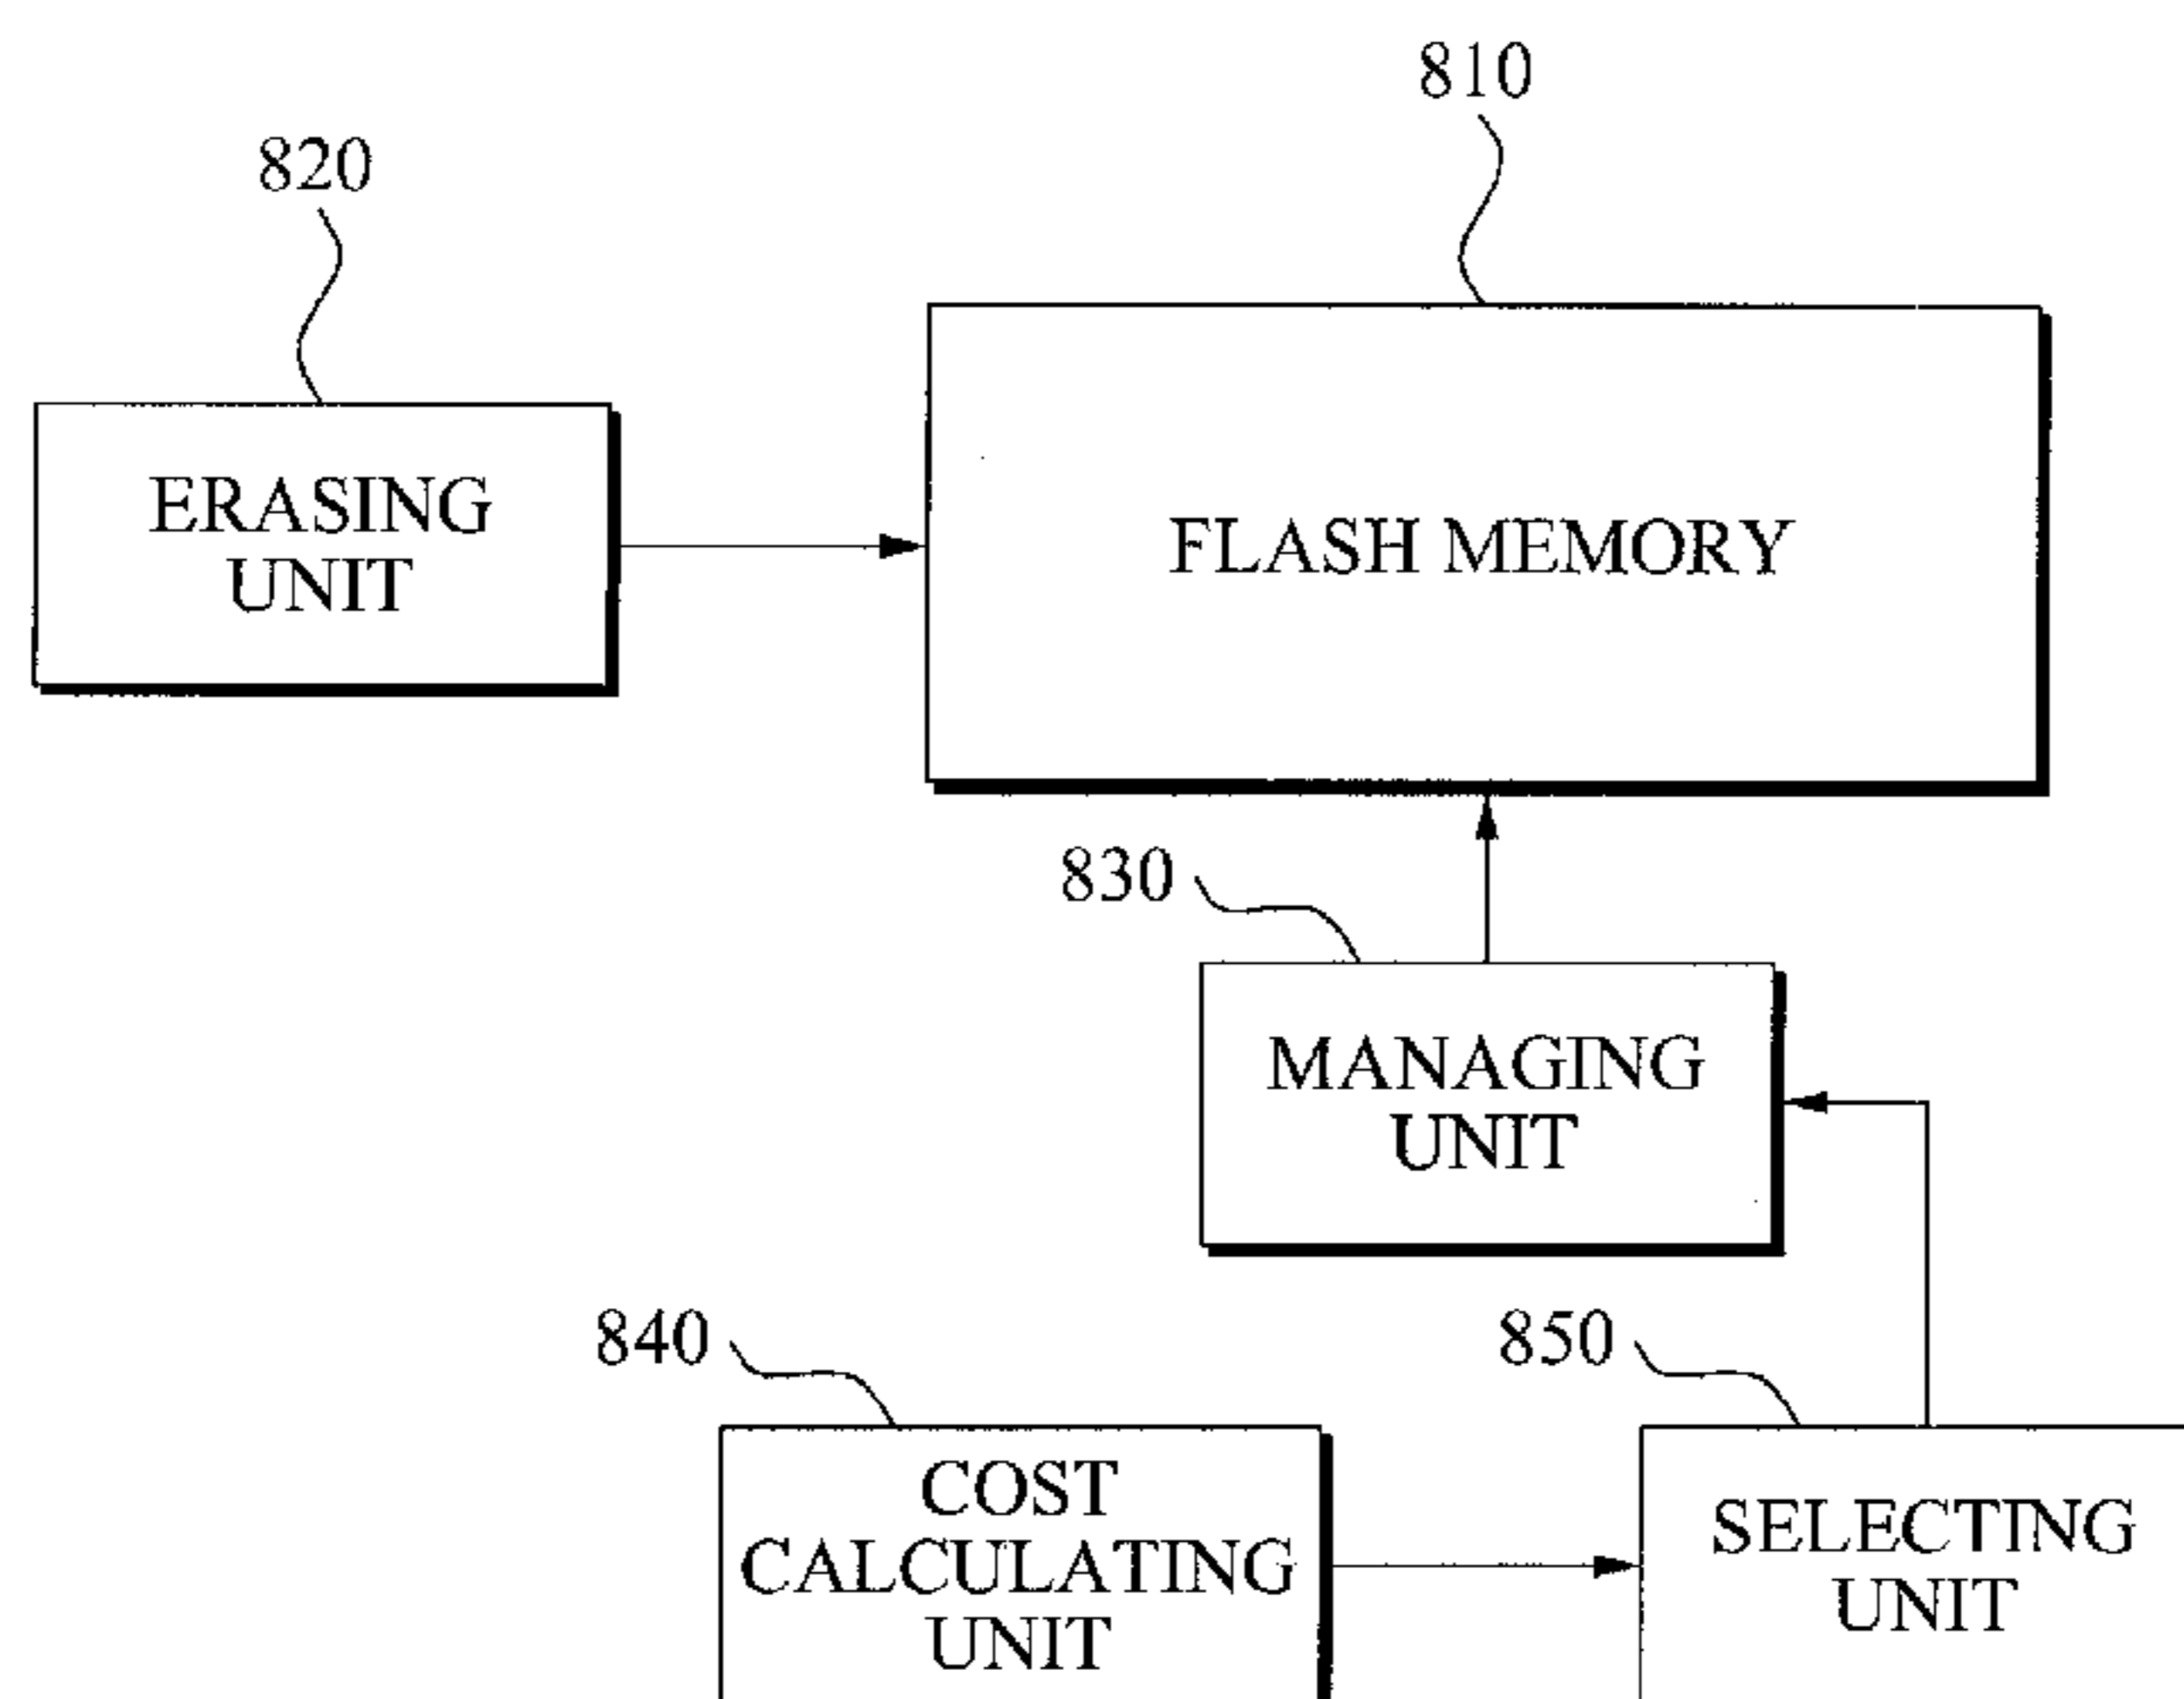 810
820
ERASING
UNIT
FLASH MEMORY
830
MANAGING
UNIT
840
850
COST
CALCULATING
UNIT
SELECTING
UNIT